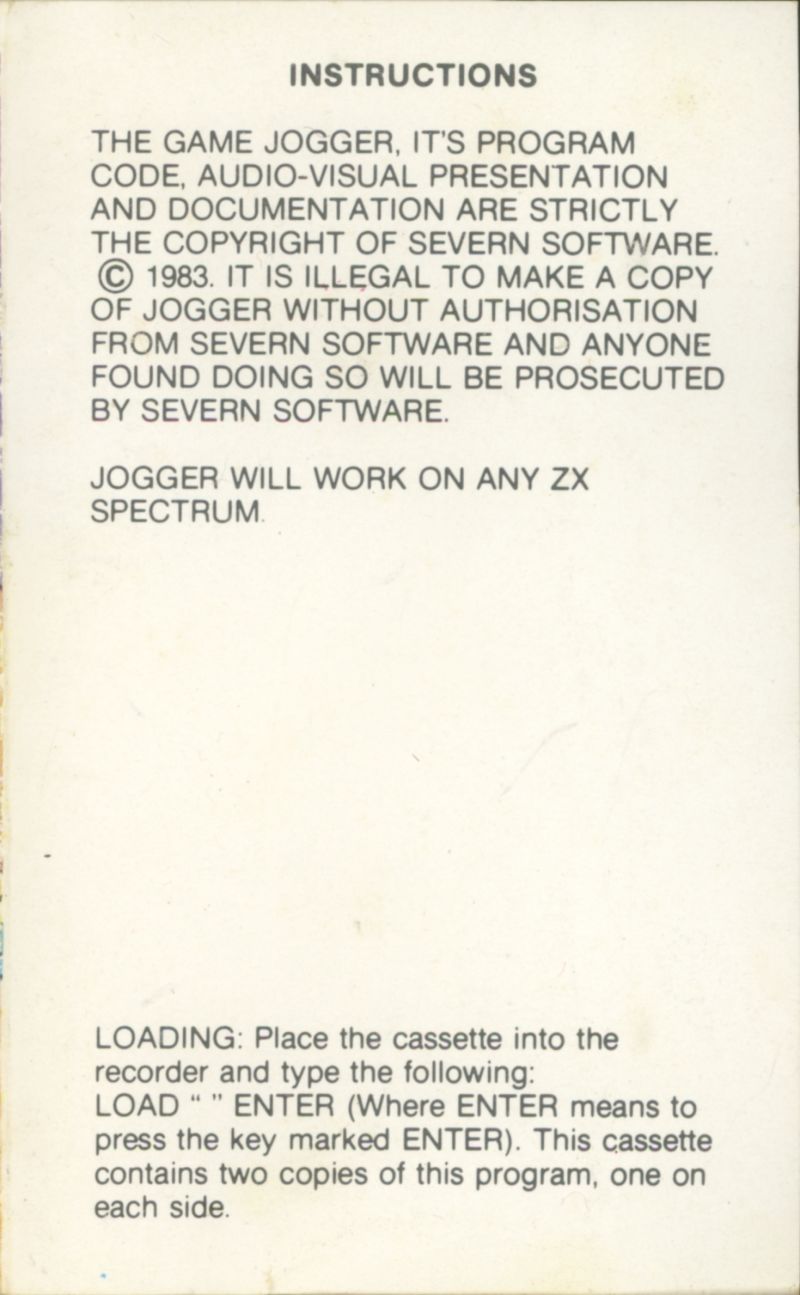 INSTRUCTIONS
THE GAME JOGGER, IT'S PROGRAM
CODE, AUDIO-VISUAL PRESENTATION
AND DOCUMENTATION ARE STRICTLY
THE COPYRIGHT OF SEVERN SOFTWARE.
© 1983. IT IS ILLEGAL TO MAKE A COPY
OF JOGGER WITHOUT AUTHORISATION
FROM SEVERN SOFTWARE AND ANYONE
FOUND DOING SO WILL BE PROSECUTED
BY SEVERN SOFTWARE.
JOGGER WILL WORK ON ANY ZX
SPECTRUM.
LOADING: Place the cassette into the
recorder and type the following:
LOAD “ ” ENTER (Where ENTER means to
press the key marked ENTER). This cassette
contains two copies of this program, one on
each side.